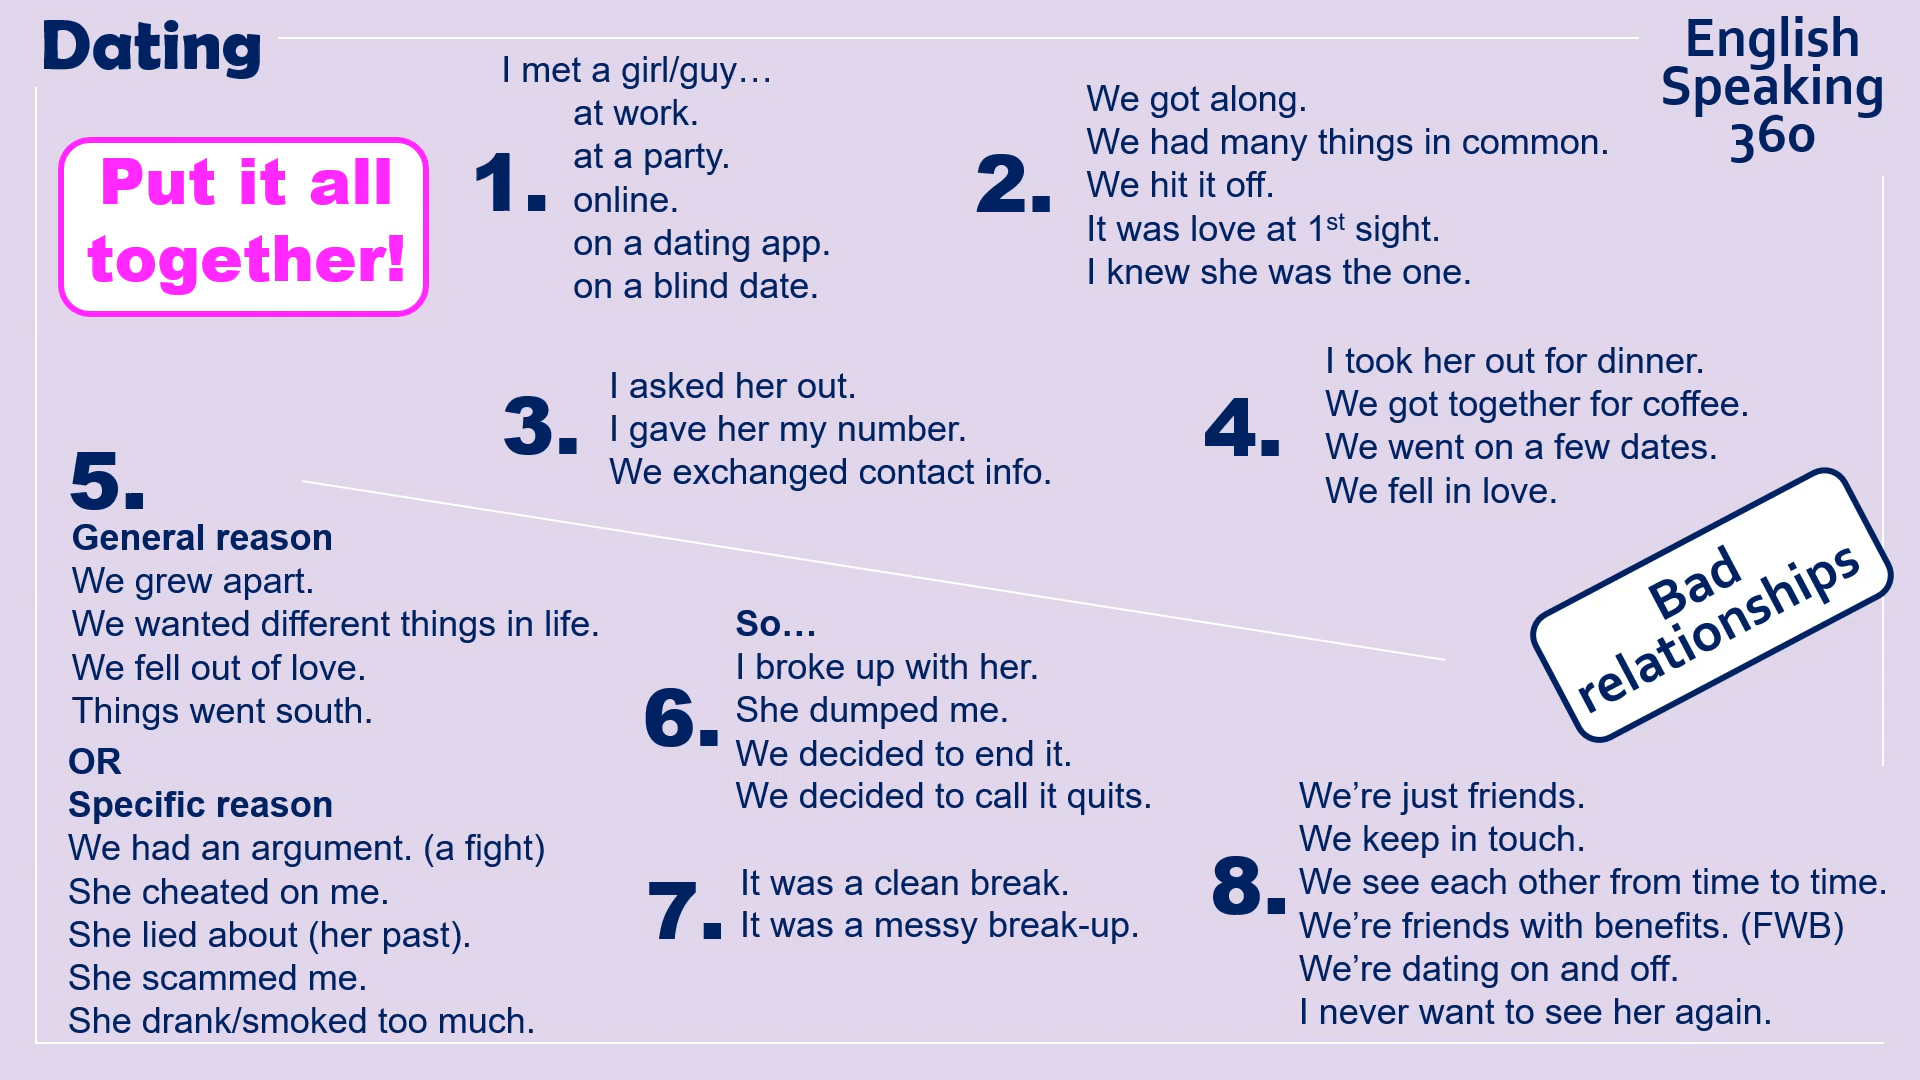 Dating
English
Speaking
360
Put it all
together!
1.
I met a girl/guy…
at work.
at a party.
online.
on a dating app.
on a blind date.
2.
We got along.
We had many things in common.
We hit it off.
It was love at 1st sight.
I knew she was the one.
3.
I asked her out.
I gave her my number.
We exchanged contact info.
4.
I took her out for dinner.
We got together for coffee.
We went on a few dates.
We fell in love.
Bad
relationships
5.
General reason
We grew apart.
We wanted different things in life.
We fell out of love.
Things went south.
OR
Specific reason
We had an argument. (a fight)
She cheated on me.
She lied about (her past).
She scammed me.
She drank/smoked too much.
6.
So…
I broke up with her.
She dumped me.
We decided to end it.
We decided to call it quits.
7.
It was a clean break.
It was a messy break-up.
8.
We’re just friends.
We keep in touch.
We see each other from time to time.
We’re friends with benefits. (FWB)
We’re dating on and off.
I never want to see her again.